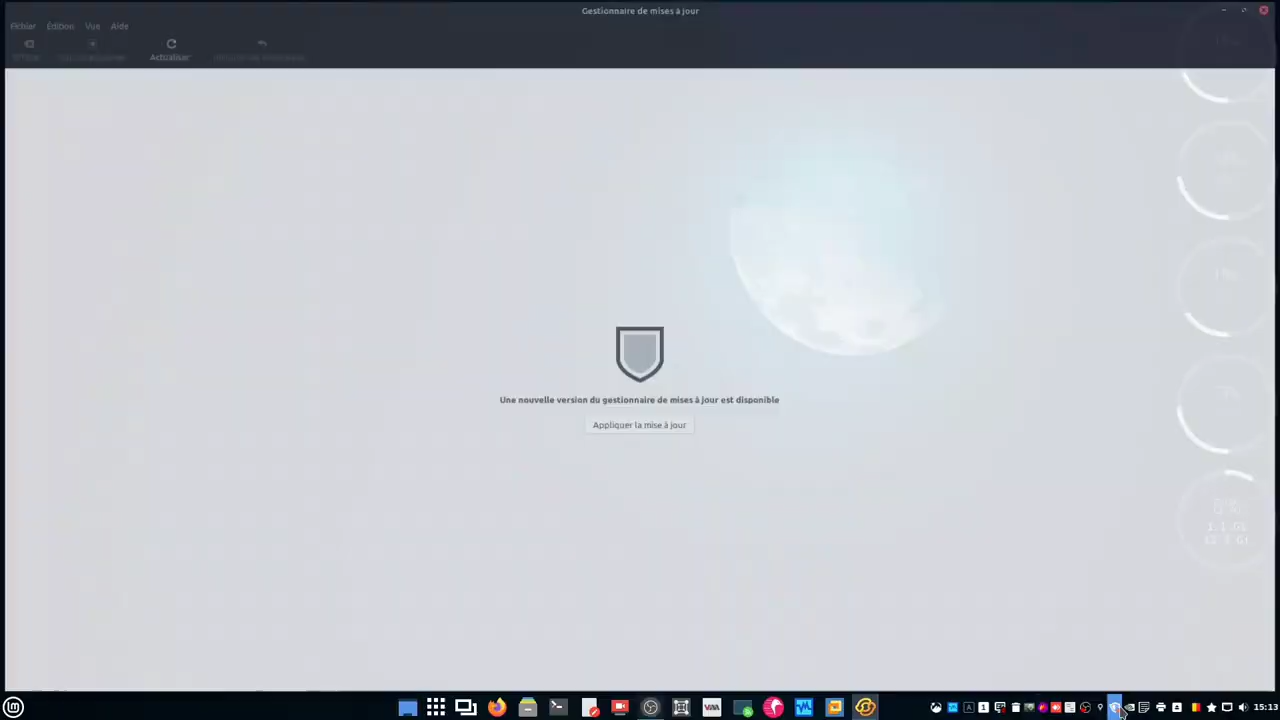 Gestionnaire de mises à jour
Fichier Édition Vue Aide
Actualiser
Une nouvelle version du gestionnaire de mises à jour est disponible
Appliquer la mise à jour
15:13